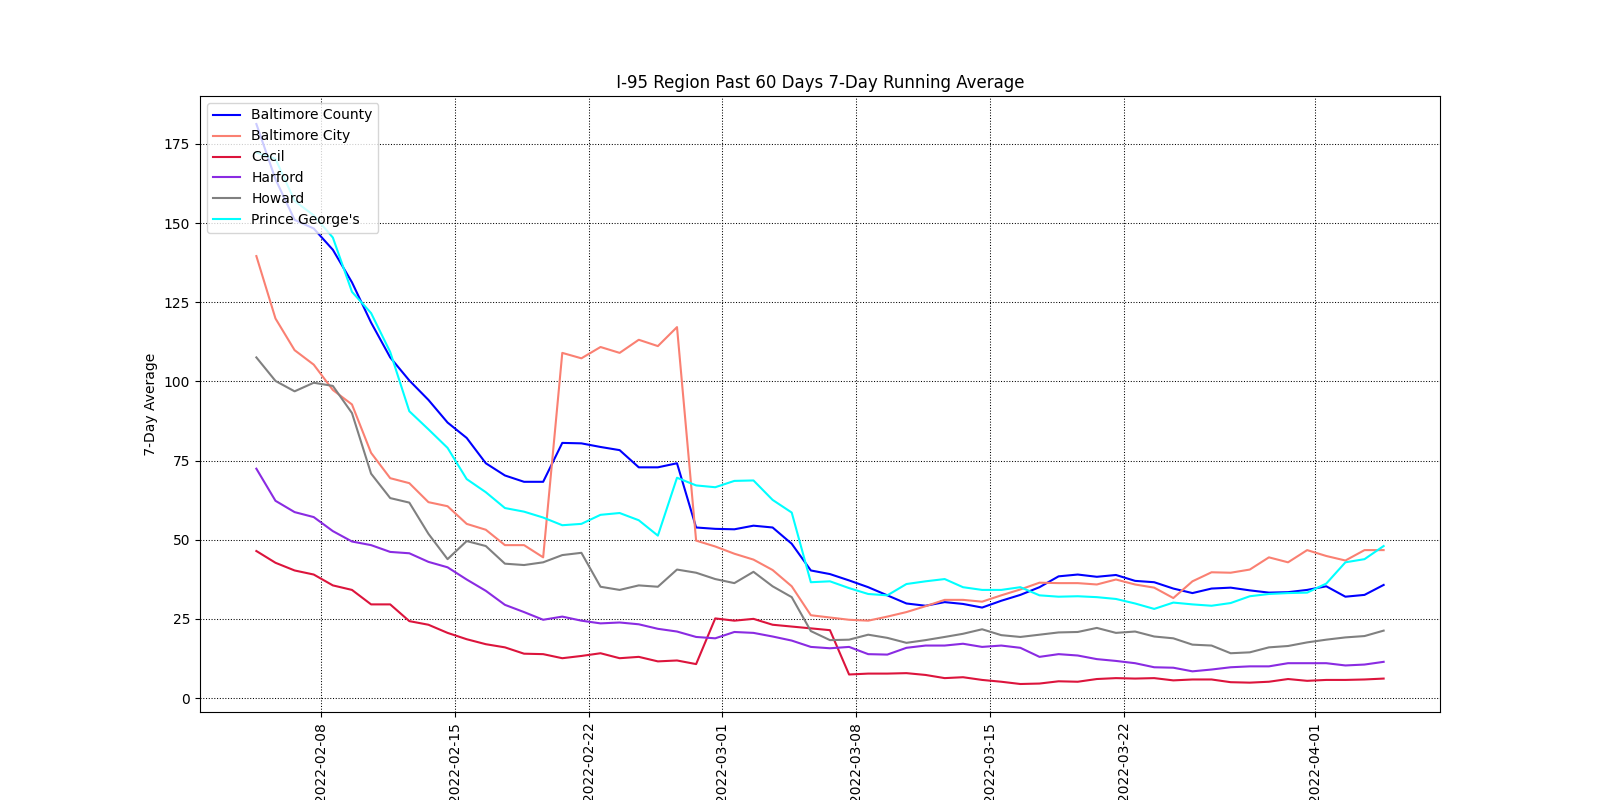 I-95 Region Past 60 Days 7-Day Running Average
Baltimore County
Baltimore City
Cecil
Harford
Howard
Prince George's
7-Day Average
175
150
125
100
75
50
25
0
2022-02-08
2022-02-15
2022-02-22
2022-03-01
2022-03-08
2022-03-15
2022-03-22
2022-04-01